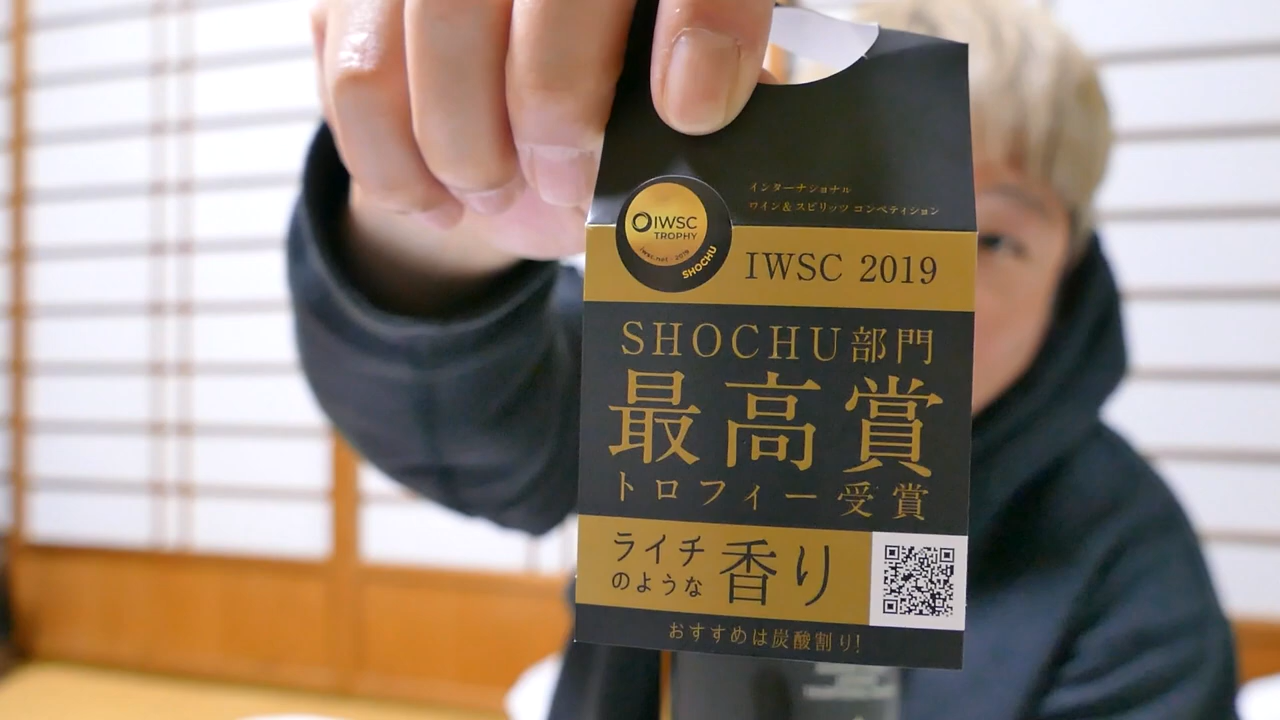 インターナショナル
ワイン&スピリッツ コンペティション
IWSC
TROPHY
iwsc.net - 2019
SHOCHU
IWSC 2019
SHOCHU部門
最高賞
トロフィー受賞
ライチ
のような
香り
おすすめは炭酸割り!